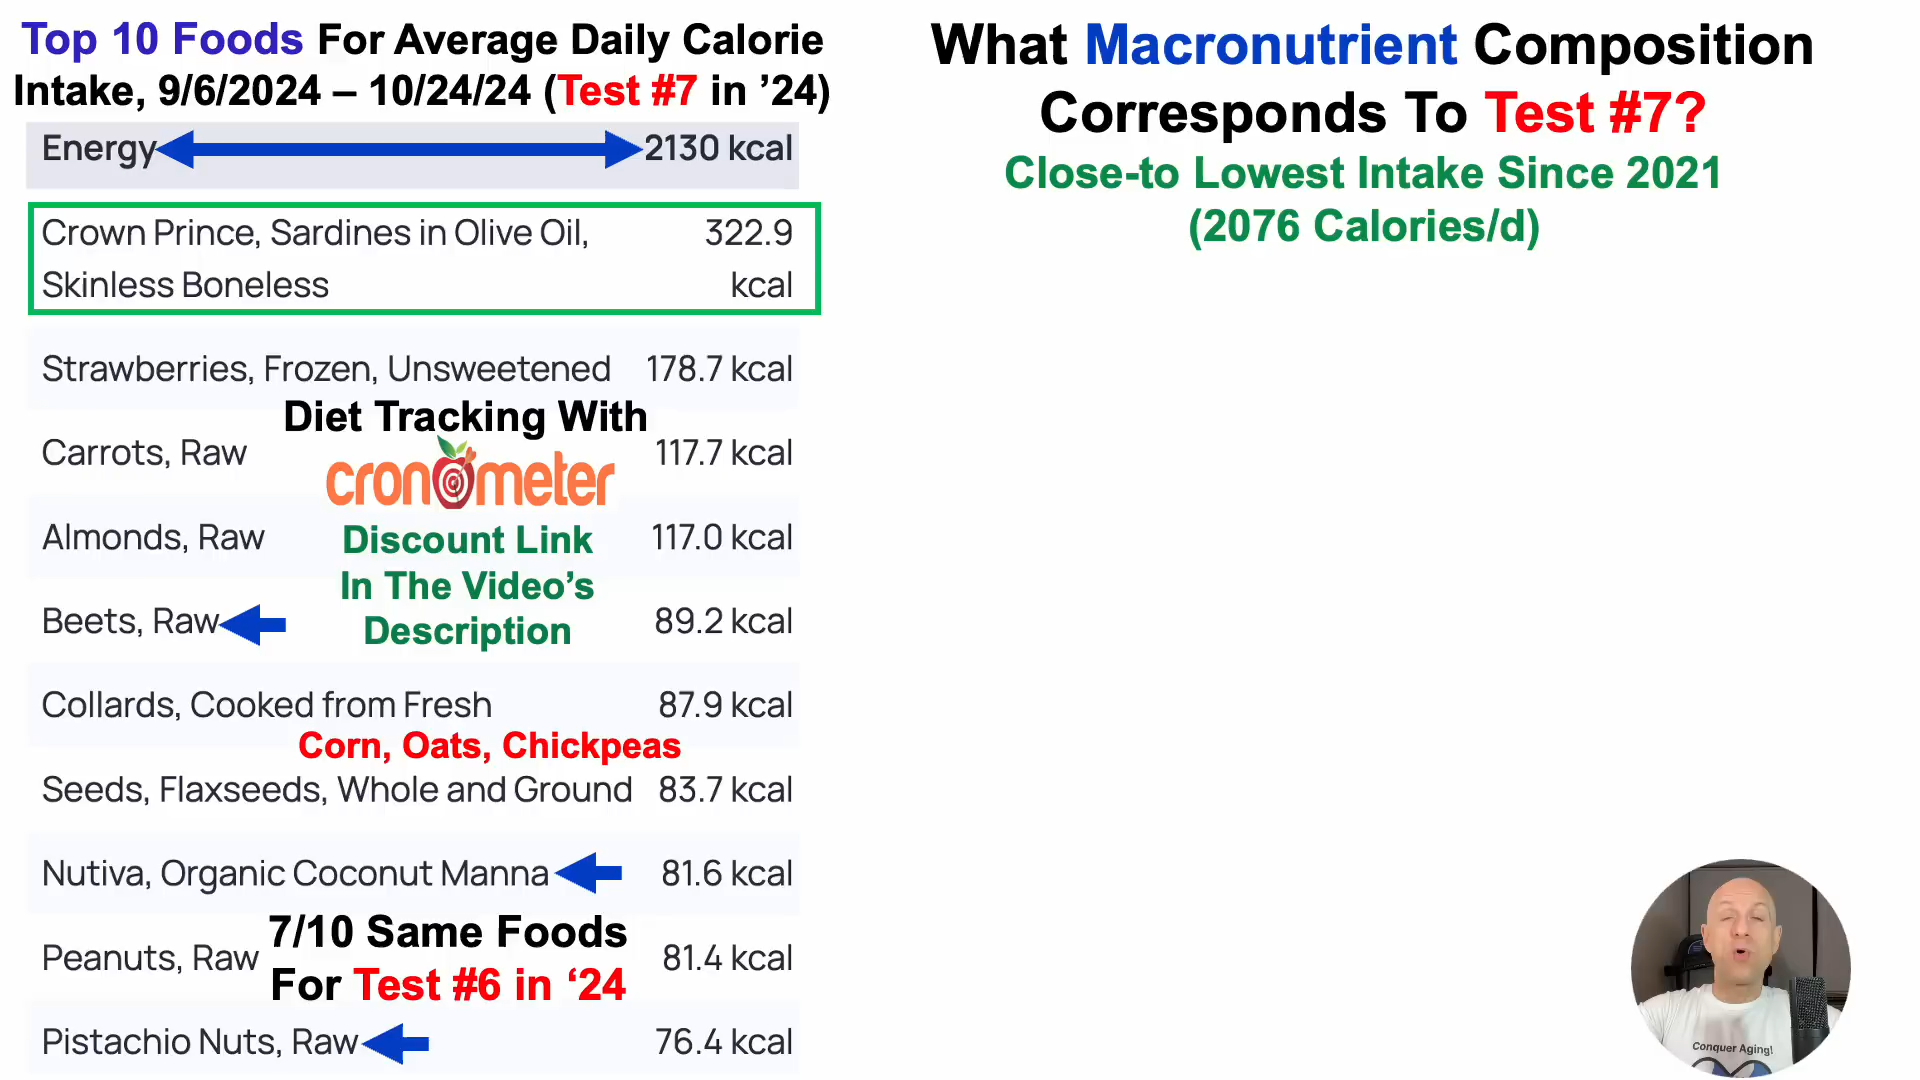 Top 10 Foods For Average Daily Calorie
Intake, 9/6/2024 – 10/24/24 (Test #7 in ’24)
Energy 2130 kcal
Crown Prince, Sardines in Olive Oil, 322.9
Skinless Boneless kcal
Strawberries, Frozen, Unsweetened 178.7 kcal
Diet Tracking With
Carrots, Raw 117.7 kcal
cronometer
Almonds, Raw 117.0 kcal
Discount Link
In The Video’s
Description
Beets, Raw 89.2 kcal
Collards, Cooked from Fresh 87.9 kcal
Corn, Oats, Chickpeas
Seeds, Flaxseeds, Whole and Ground 83.7 kcal
Nutiva, Organic Coconut Manna 81.6 kcal
7/10 Same Foods
Peanuts, Raw 81.4 kcal
For Test #6 in ‘24
Pistachio Nuts, Raw 76.4 kcal
What Macronutrient Composition
Corresponds To Test #7?
Close-to Lowest Intake Since 2021
(2076 Calories/d)
Conquer Aging!